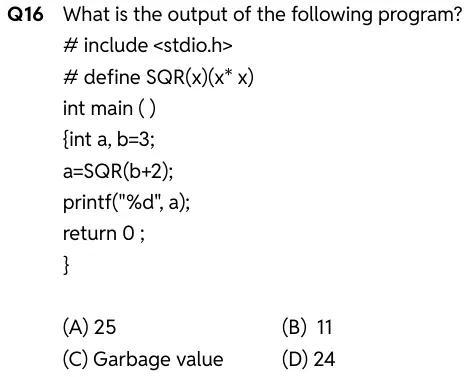 Q16 What is the output of the following program?
# include <stdio.h>
# define SQR(x)(x* x)
int main ( )
{int a, b=3;
a=SQR(b+2);
printf("%d", a);
return 0 ;
}
(A) 25 (B) 11
(C) Garbage value (D) 24